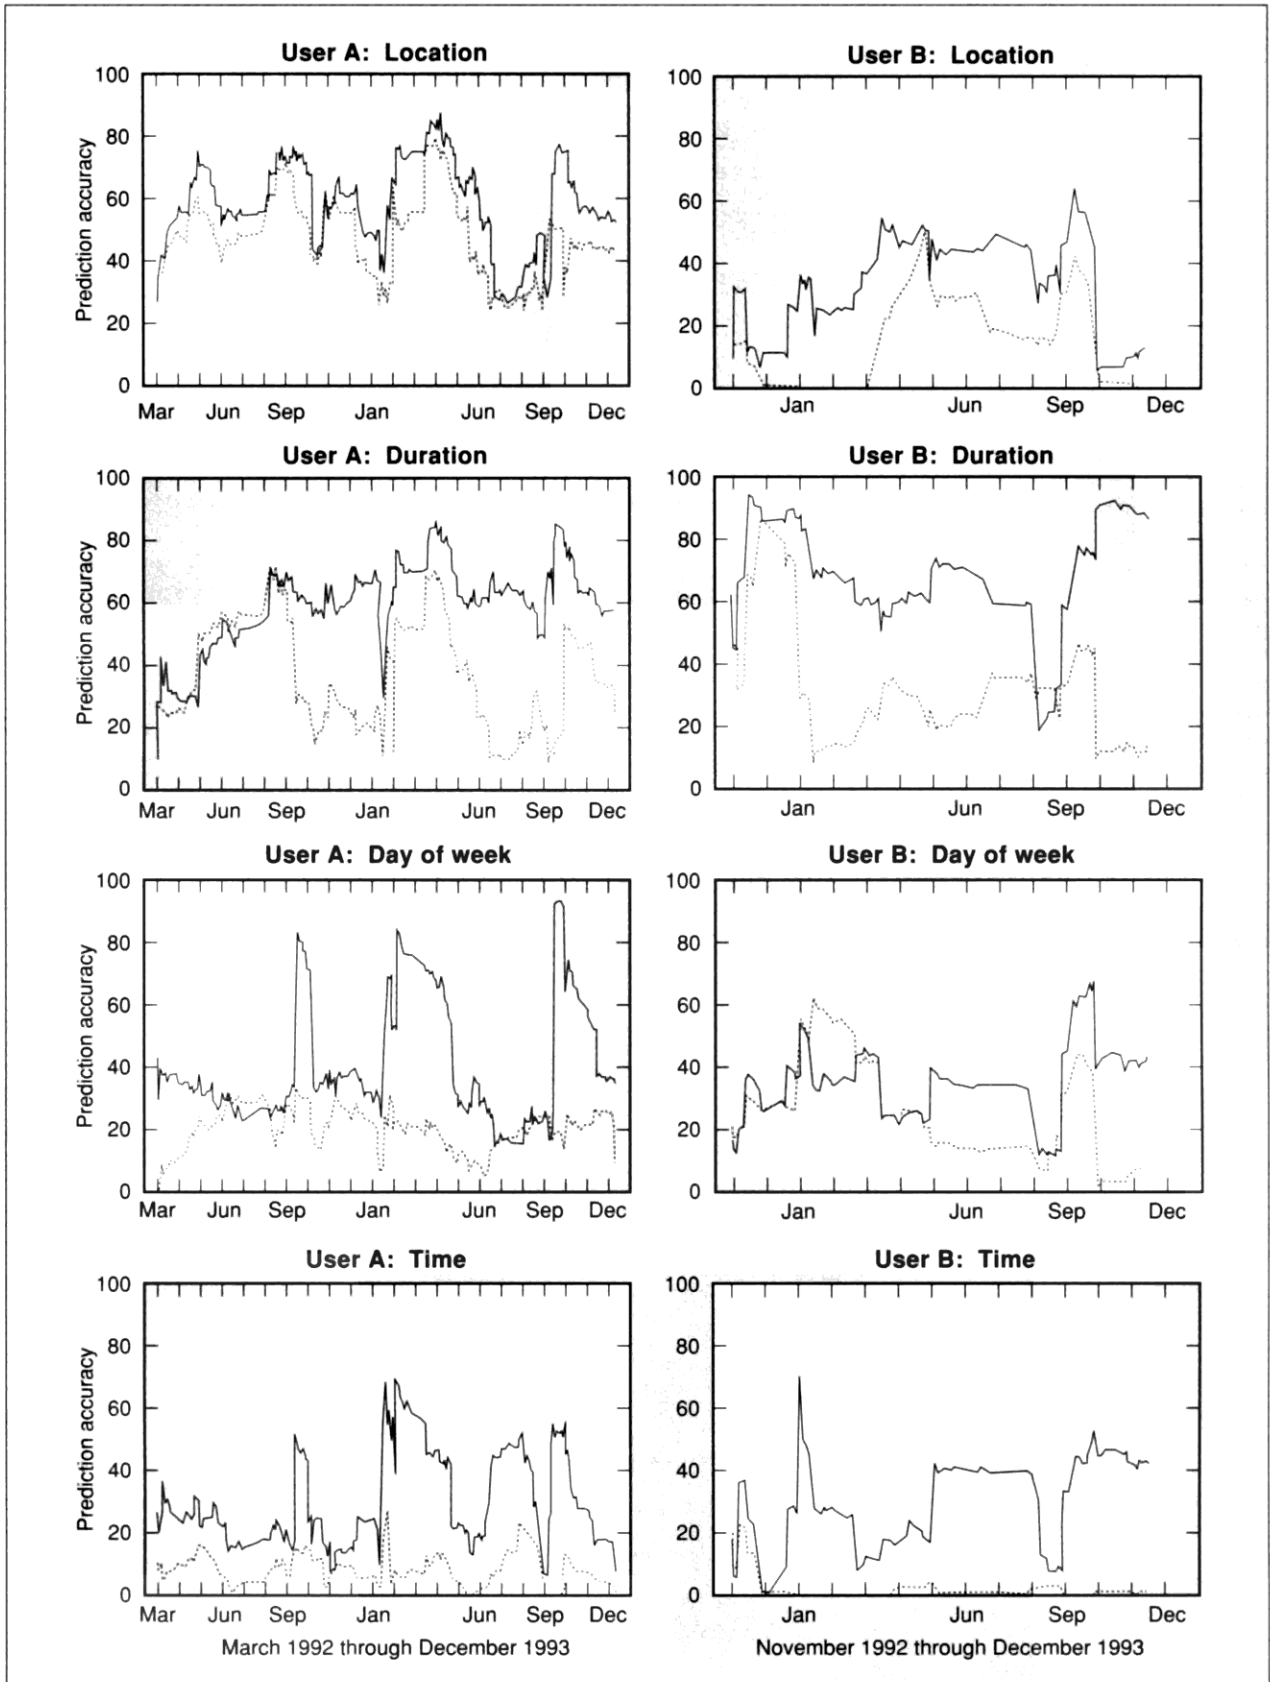 User A: Location
100
80
60
40
20
0
Prediction accuracy
Mar Jun Sep Jan Jun Sep Dec
User B: Location
100
80
60
40
20
0
Jan Jun Sep Dec
User A: Duration
100
80
60
40
20
0
Prediction accuracy
Mar Jun Sep Jan Jun Sep Dec
User B: Duration
100
80
60
40
20
0
Jan Jun Sep Dec
User A: Day of week
100
80
60
40
20
0
Prediction accuracy
Mar Jun Sep Jan Jun Sep Dec
User B: Day of week
100
80
60
40
20
0
Jan Jun Sep Dec
User A: Time
100
80
60
40
20
0
Prediction accuracy
Mar Jun Sep Jan Jun Sep Dec
March 1992 through December 1993
User B: Time
100
80
60
40
20
0
Jan Jun Sep Dec
November 1992 through December 1993